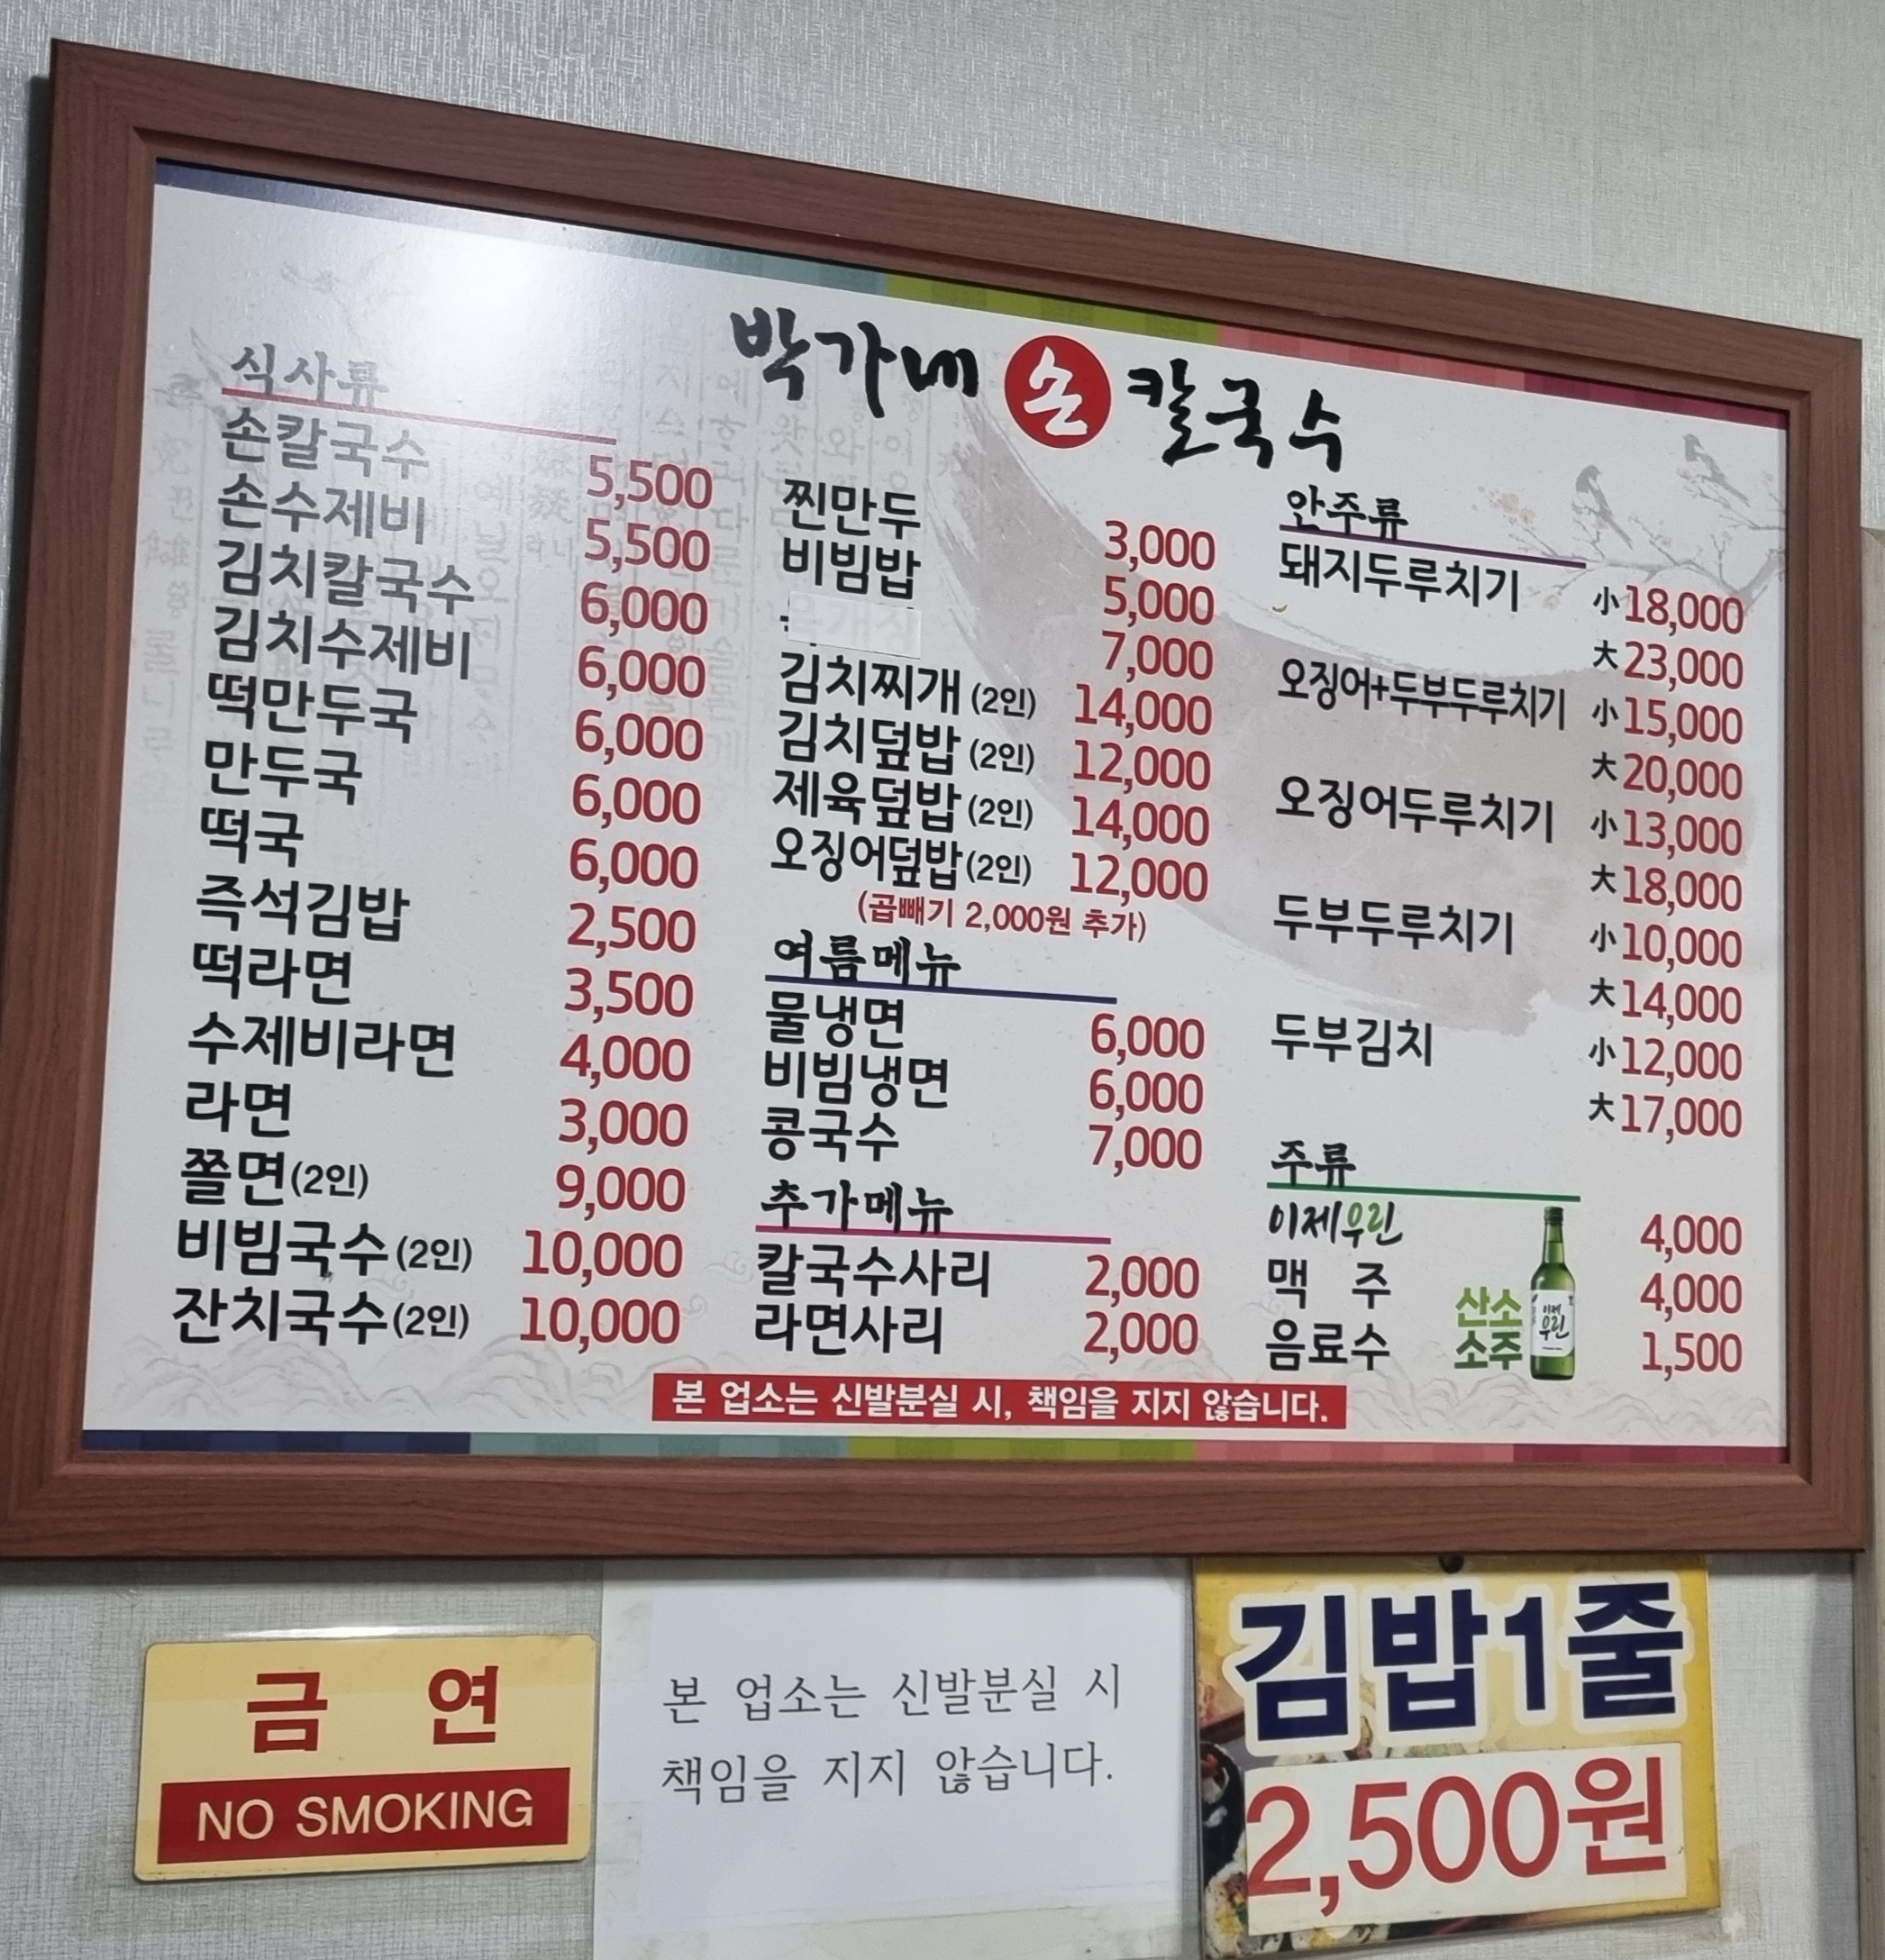 박가네 손 칼국수
식사류
손칼국수 5,500
손수제비 5,500
김치칼국수 6,000
김치수제비 6,000
떡만두국 6,000
만두국 6,000
떡국 6,000
즉석김밥 2,500
떡라면 3,500
수제비라면 4,000
라면 3,000
쫄면(2인) 9,000
비빔국수(2인) 10,000
잔치국수(2인) 10,000
찐만두 3,000
비빔밥 5,000
7,000
김치찌개(2인) 14,000
김치덮밥(2인) 12,000
제육덮밥(2인) 14,000
오징어덮밥(2인) 12,000
(곱빼기 2,000원 추가)
여름메뉴
물냉면 6,000
비빔냉면 6,000
콩국수 7,000
추가메뉴
칼국수사리 2,000
라면사리 2,000
안주류
돼지두루치기 小18,000
大23,000
오징어+두부두루치기 小15,000
大20,000
오징어두루치기 小13,000
大18,000
두부두루치기 小10,000
大14,000
두부김치 小12,000
大17,000
주류
이제우린 4,000
맥 주 4,000
음료수 1,500
산소
소주
이제
우린
본 업소는 신발분실 시, 책임을 지지 않습니다.
금 연
NO SMOKING
본 업소는 신발분실 시
책임을 지지 않습니다.
김밥1줄
2,500원